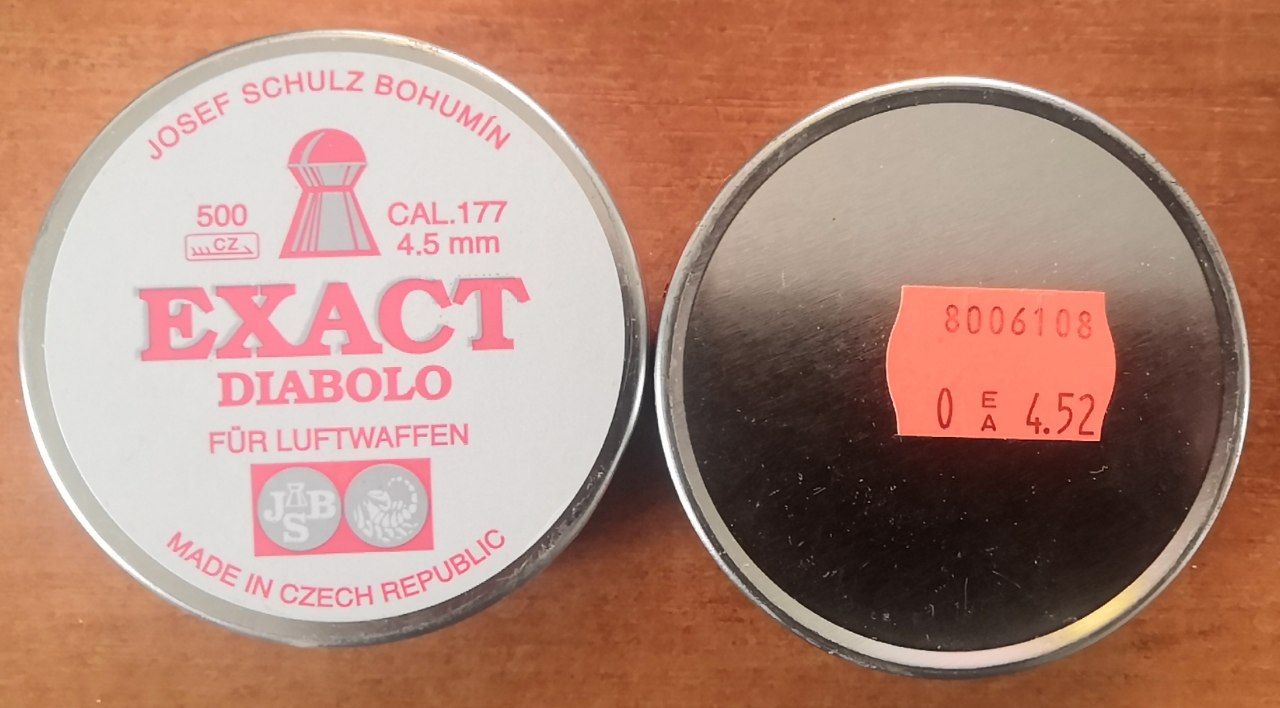 JOSEF SCHULZ BOHUMÍN
500
CZ
CAL.177
4.5 mm
EXACT
DIABOLO
FÜR LUFTWAFFEN
JSB
MADE IN CZECH REPUBLIC
8006108
0 EA 4.52